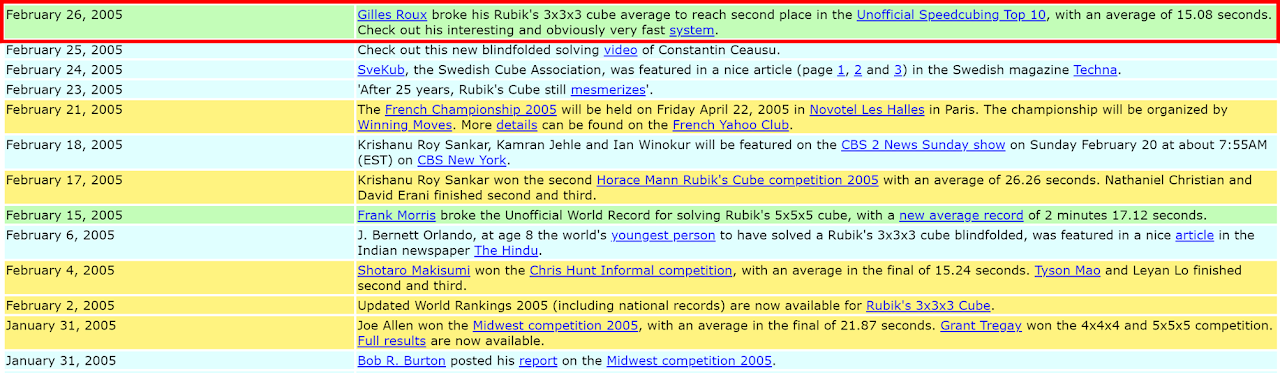 February 26, 2005 Gilles Roux broke his Rubik's 3x3x3 cube average to reach second place in the Unofficial Speedcubing Top 10, with an average of 15.08 seconds.
Check out his interesting and obviously very fast system.
February 25, 2005 Check out this new blindfolded solving video of Constantin Ceausu.
February 24, 2005 SveKub, the Swedish Cube Association, was featured in a nice article (page 1, 2 and 3) in the Swedish magazine Techna.
February 23, 2005 'After 25 years, Rubik's Cube still mesmerizes'.
February 21, 2005 The French Championship 2005 will be held on Friday April 22, 2005 in Novotel Les Halles in Paris. The championship will be organized by
Winning Moves. More details can be found on the French Yahoo Club.
February 18, 2005 Krishanu Roy Sankar, Kamran Jehle and Ian Winokur will be featured on the CBS 2 News Sunday show on Sunday February 20 at about 7:55AM
(EST) on CBS New York.
February 17, 2005 Krishanu Roy Sankar won the second Horace Mann Rubik's Cube competition 2005 with an average of 26.26 seconds. Nathaniel Christian and
David Erani finished second and third.
February 15, 2005 Frank Morris broke the Unofficial World Record for solving Rubik's 5x5x5 cube, with a new average record of 2 minutes 17.12 seconds.
February 6, 2005 J. Bernett Orlando, at age 8 the world's youngest person to have solved a Rubik's 3x3x3 cube blindfolded, was featured in a nice article in the
Indian newspaper The Hindu.
February 4, 2005 Shotaro Makisumi won the Chris Hunt Informal competition, with an average in the final of 15.24 seconds. Tyson Mao and Leyan Lo finished
second and third.
February 2, 2005 Updated World Rankings 2005 (including national records) are now available for Rubik's 3x3x3 Cube.
January 31, 2005 Joe Allen won the Midwest competition 2005, with an average in the final of 21.87 seconds. Grant Tregay won the 4x4x4 and 5x5x5 competition.
Full results are now available.
January 31, 2005 Bob R. Burton posted his report on the Midwest competition 2005.